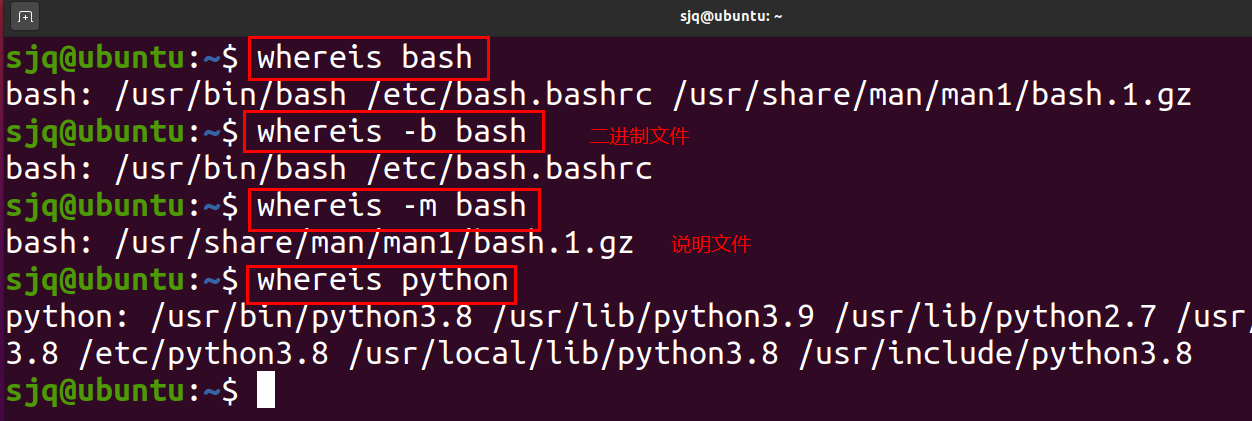 sjq@ubuntu: ~
sjq@ubuntu:~$ whereis bash
bash: /usr/bin/bash /etc/bash.bashrc /usr/share/man/man1/bash.1.gz
sjq@ubuntu:~$ whereis -b bash 二进制文件
bash: /usr/bin/bash /etc/bash.bashrc
sjq@ubuntu:~$ whereis -m bash
bash: /usr/share/man/man1/bash.1.gz 说明文件
sjq@ubuntu:~$ whereis python
python: /usr/bin/python3.8 /usr/lib/python3.9 /usr/lib/python2.7 /usr/
3.8 /etc/python3.8 /usr/local/lib/python3.8 /usr/include/python3.8
sjq@ubuntu:~$